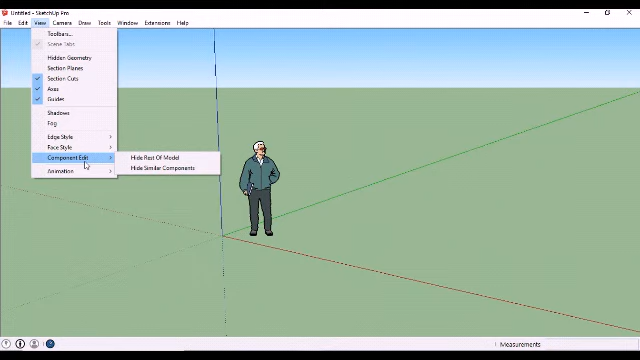 Untitled - SketchUp Pro
File Edit View Camera Draw Tools Window Extensions Help
Toolbars...
Scene Tabs
Hidden Geometry
Section Planes
Section Cuts
Axes
Guides
Shadows
Fog
Edge Style
Face Style
Component Edit
Hide Rest Of Model
Hide Similar Components
Animation
Measurements